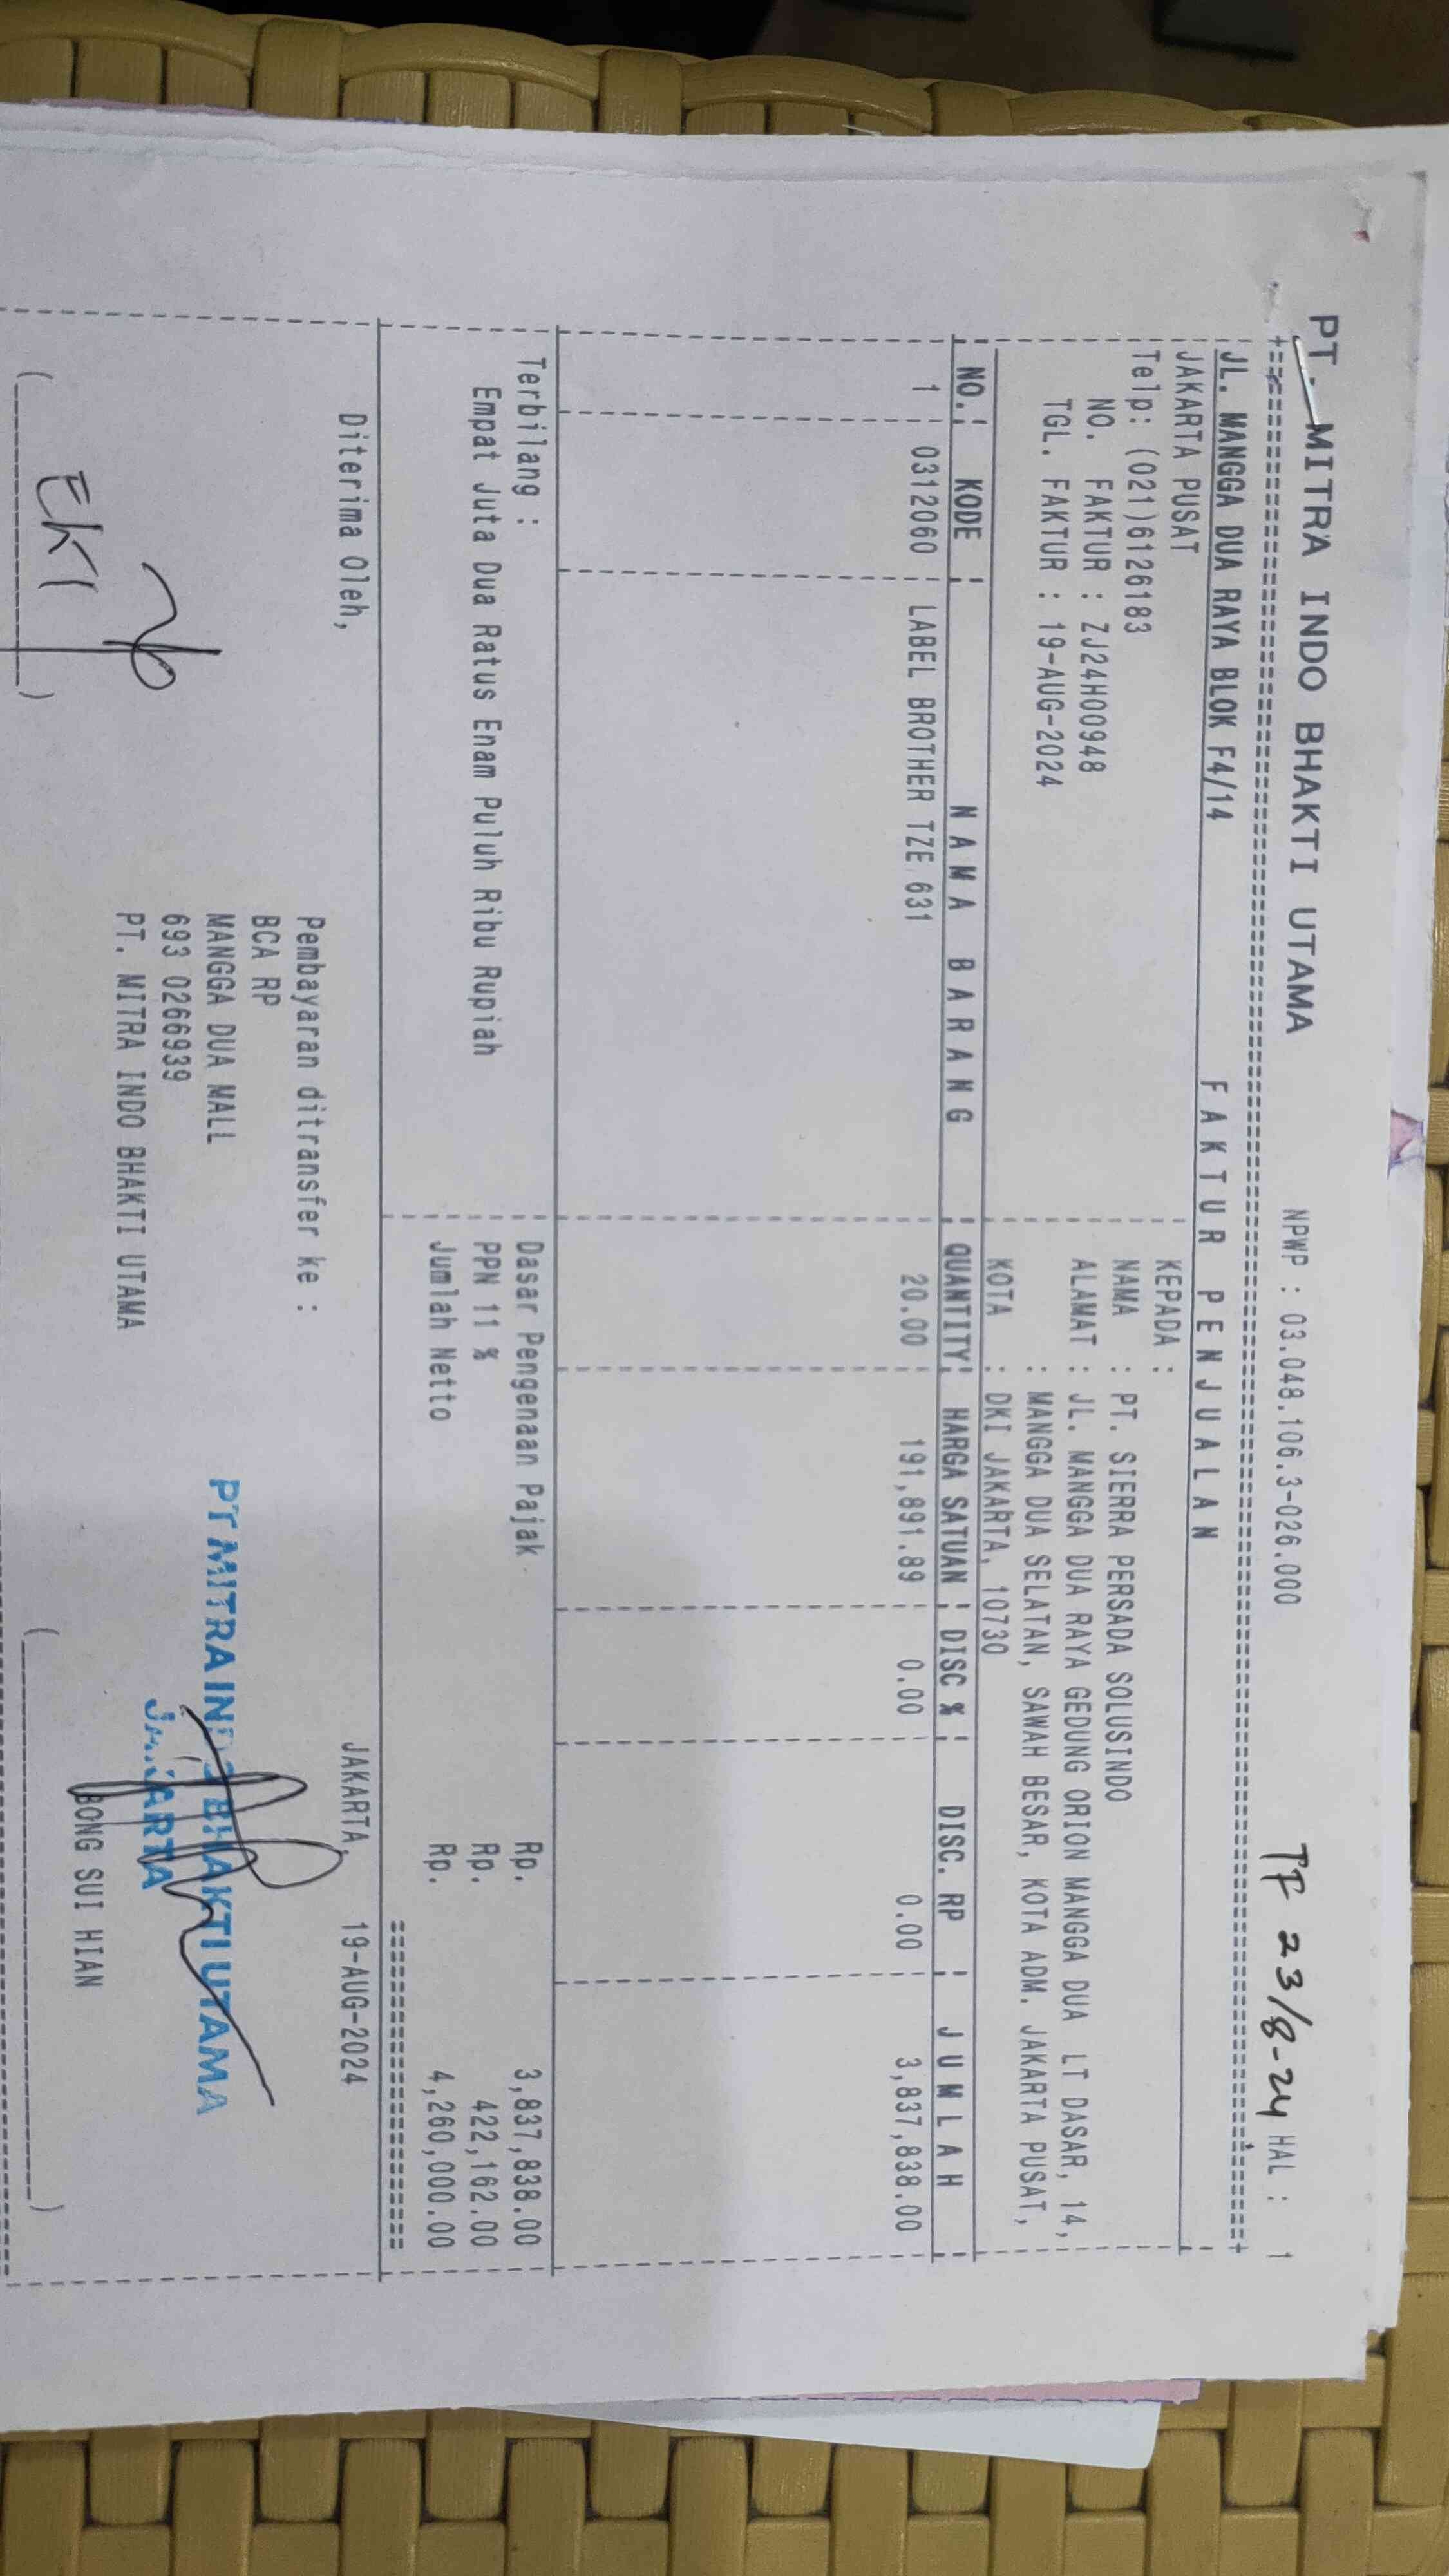 PT. MITRA INDO BHAKTI UTAMA NPWP : 03.048.106.3-026.000 TF 23/8-24 HAL : 1
JL. MANGGA DUA RAYA BLOK F4/14 FAKTUR PENJUALAN
JAKARTA PUSAT KEPADA :
Telp: (021)6126183 NAMA : PT. SIERRA PERSADA SOLUSINDO
NO. FAKTUR : ZJ24H00948 ALAMAT : JL. MANGGA DUA RAYA GEDUNG ORION MANGGA DUA LT DASAR, 14,
TGL. FAKTUR : 19-AUG-2024 : MANGGA DUA SELATAN, SAWAH BESAR, KOTA ADM. JAKARTA PUSAT,
KOTA : DKI JAKARTA, 10730
NO. KODE NAMA BARANG QUANTITY HARGA SATUAN DISC % DISC. RP JUMLAH
1 0312060 LABEL BROTHER TZE 631 20.00 191,891.89 0.00 0.00 3,837,838.00
Terbilang : Dasar Pengenaan Pajak Rp. 3,837,838.00
Empat Juta Dua Ratus Enam Puluh Ribu Rupiah PPN 11 % Rp. 422,162.00
Jumlah Netto Rp. 4,260,000.00
Diterima Oleh, JAKARTA, 19-AUG-2024
Pembayaran ditransfer ke :
BCA RP
MANGGA DUA MALL
693 0266939
PT. MITRA INDO BHAKTI UTAMA
PT MITRA INDO BHAKTI UTAMA
JAKARTA
BONG SUI HIAN
EKI